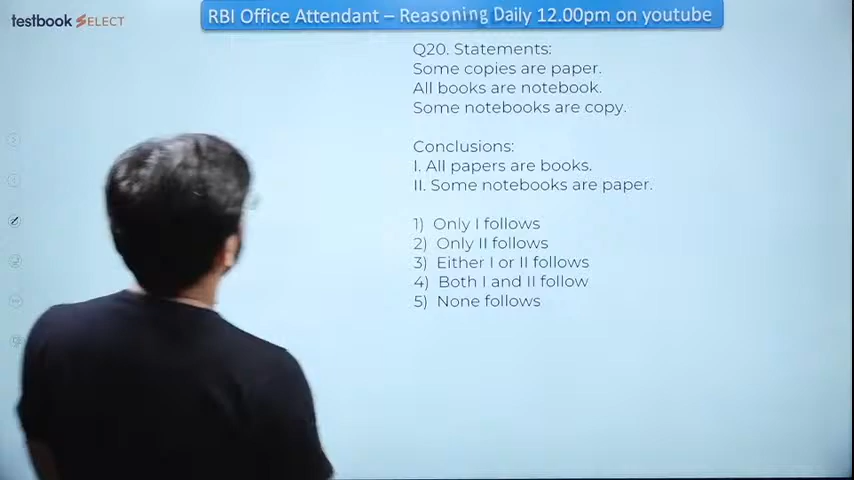 testbook SELECT
RBI Office Attendant – Reasoning Daily 12.00pm on youtube
Q20. Statements:
Some copies are paper.
All books are notebook.
Some notebooks are copy.
Conclusions:
I. All papers are books.
II. Some notebooks are paper.
1) Only I follows
2) Only II follows
3) Either I or II follows
4) Both I and II follow
5) None follows